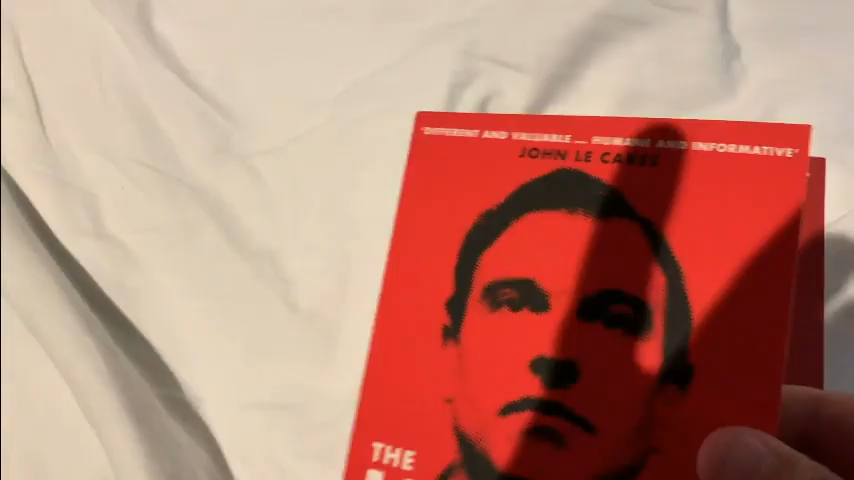 'DIFFERENT AND VALUABLE ... HUMANE AND INFORMATIVE'
JOHN LE CARRÉ
THE